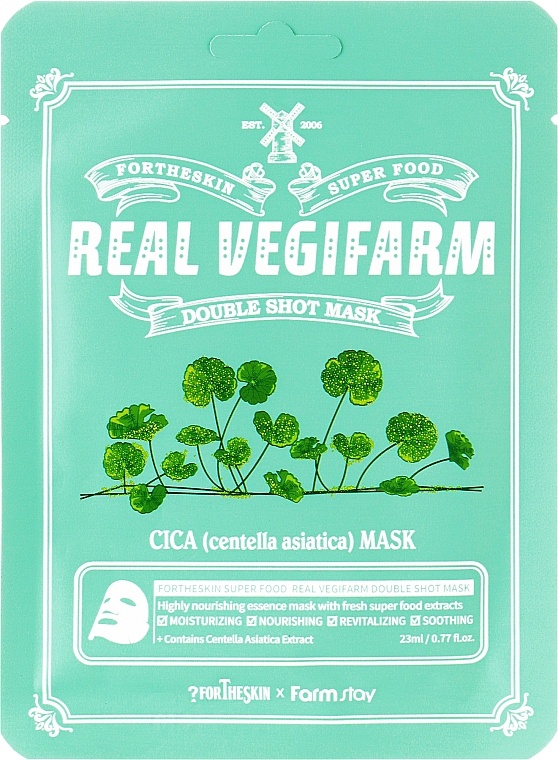 EST. 2006
FORTHESKIN SUPER FOOD
REAL VEGIFARM
DOUBLE SHOT MASK
CICA (centella asiatica) MASK
FORTHESKIN SUPER FOOD REAL VEGIFARM DOUBLE SHOT MASK
Highly nourishing essence mask with fresh super food extracts
☑ MOISTURIZING ☑ NOURISHING ☑ REVITALIZING ☑ SOOTHING
+ Contains Centella Asiatica Extract 23ml / 0.77 fl.oz.
?FORTHESKIN × Farmstay